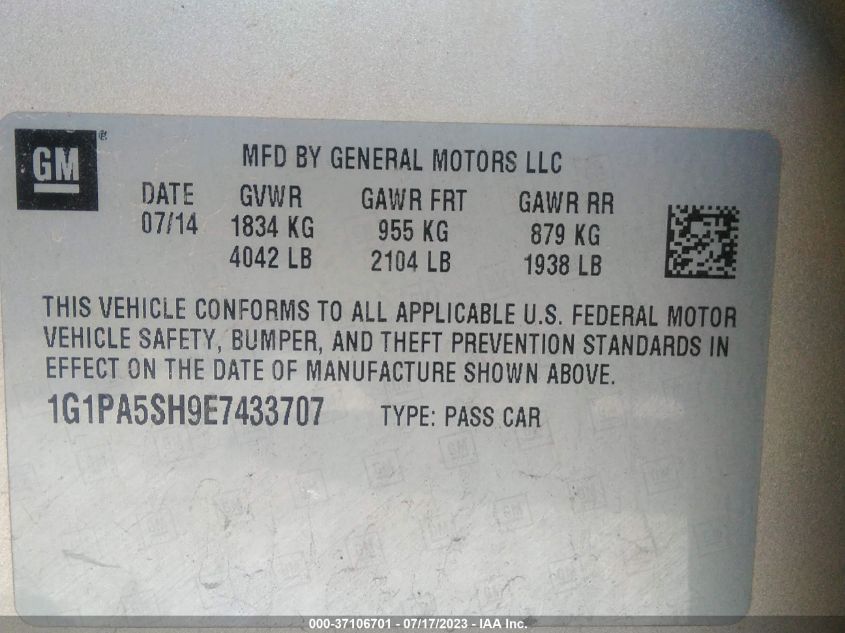 GM®
MFD BY GENERAL MOTORS LLC
DATE GVWR GAWR FRT GAWR RR
07/14 1834 KG 955 KG 879 KG
4042 LB 2104 LB 1938 LB
THIS VEHICLE CONFORMS TO ALL APPLICABLE U.S. FEDERAL MOTOR
VEHICLE SAFETY, BUMPER, AND THEFT PREVENTION STANDARDS IN
EFFECT ON THE DATE OF MANUFACTURE SHOWN ABOVE.
1G1PA5SH9E7433707 TYPE: PASS CAR
000-37106701 - 07/17/2023 - IAA Inc.